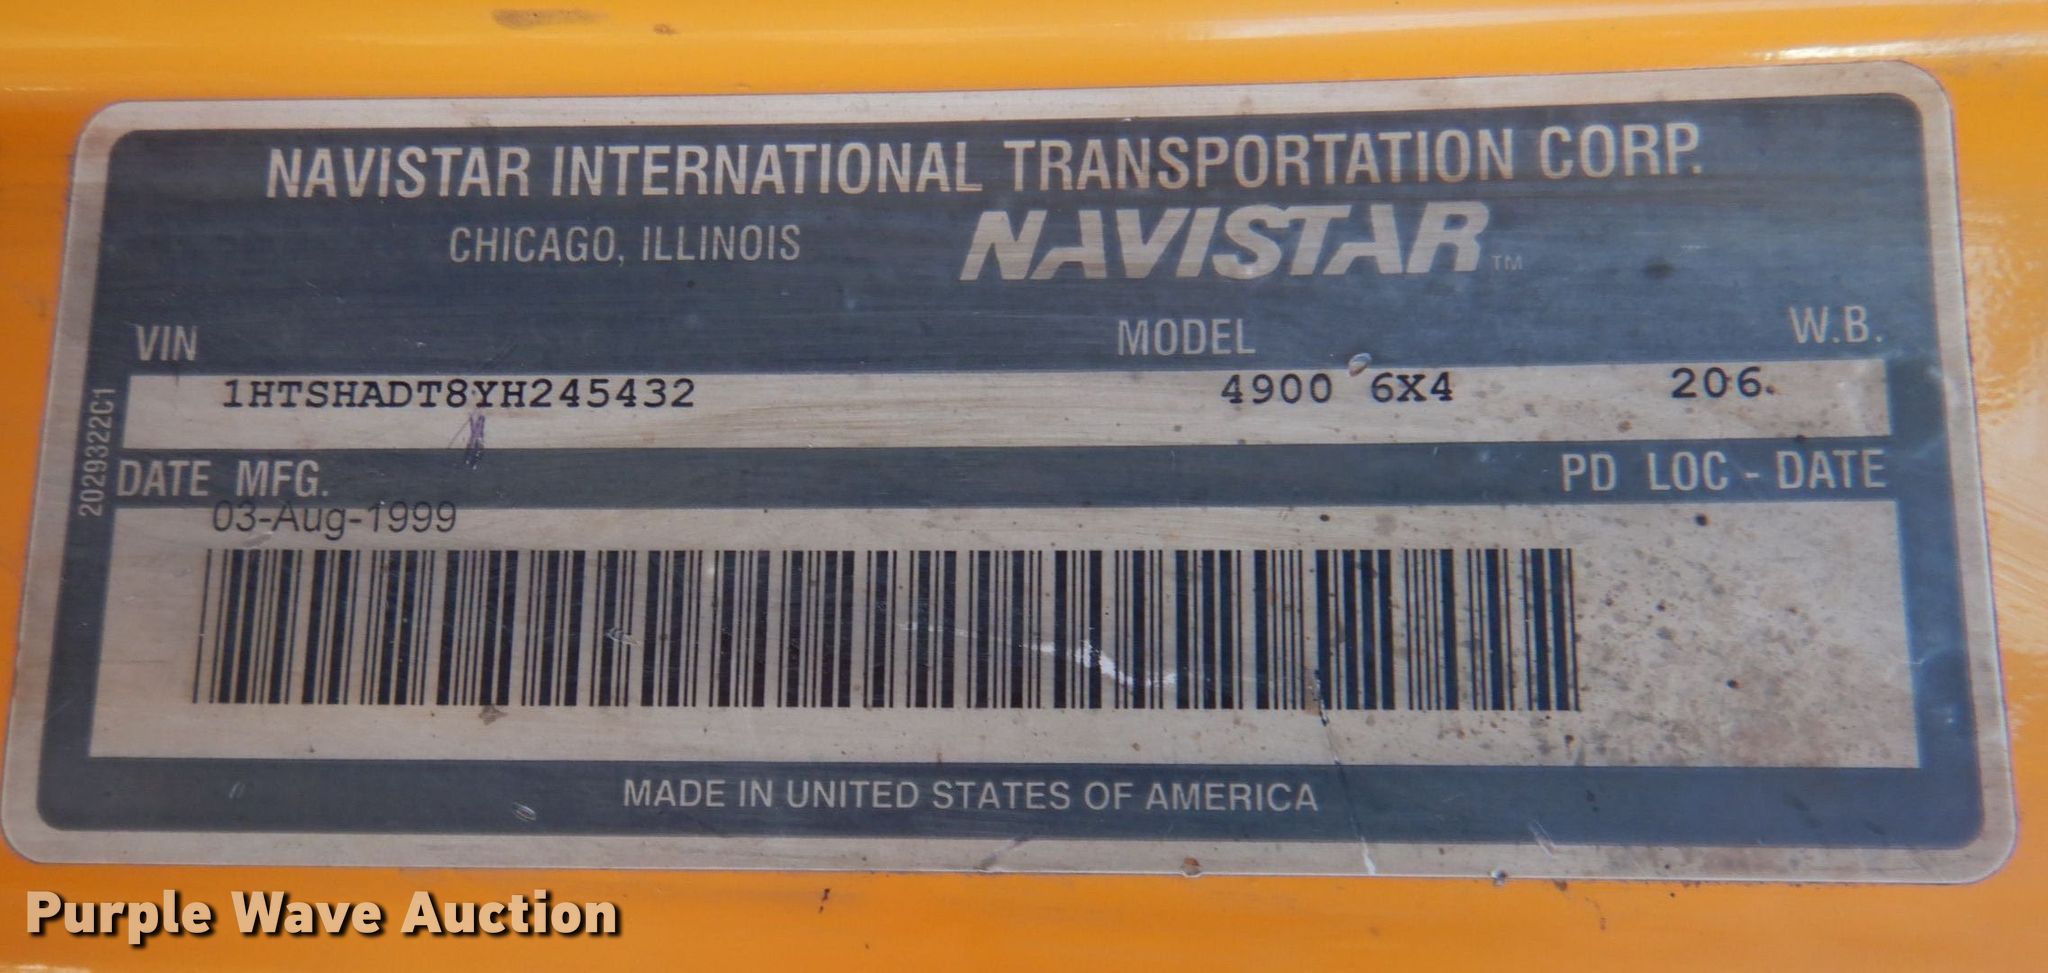 NAVISTAR INTERNATIONAL TRANSPORTATION CORP.
CHICAGO, ILLINOIS NAVISTAR TM
VIN MODEL W.B.
1HTSHADT8YH245432 4900 6X4 206.
2029322C1
DATE MFG. PD LOC - DATE
03-Aug-1999
MADE IN UNITED STATES OF AMERICA
Purple Wave Auction